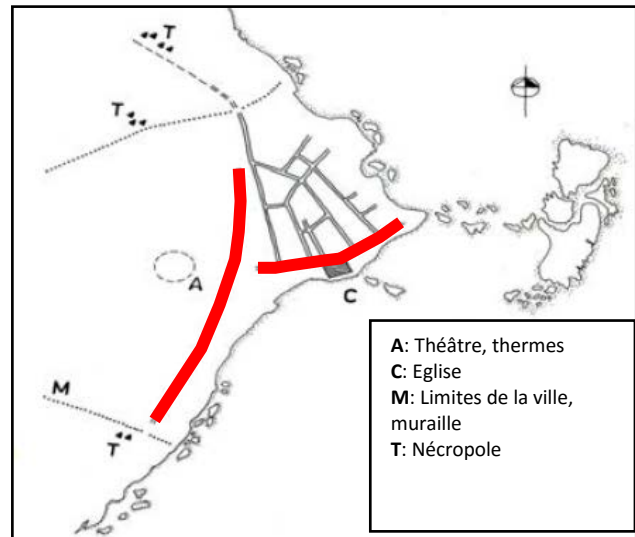 T
T
A
C
M
T
A: Théâtre, thermes
C: Eglise
M: Limites de la ville,
muraille
T: Nécropole